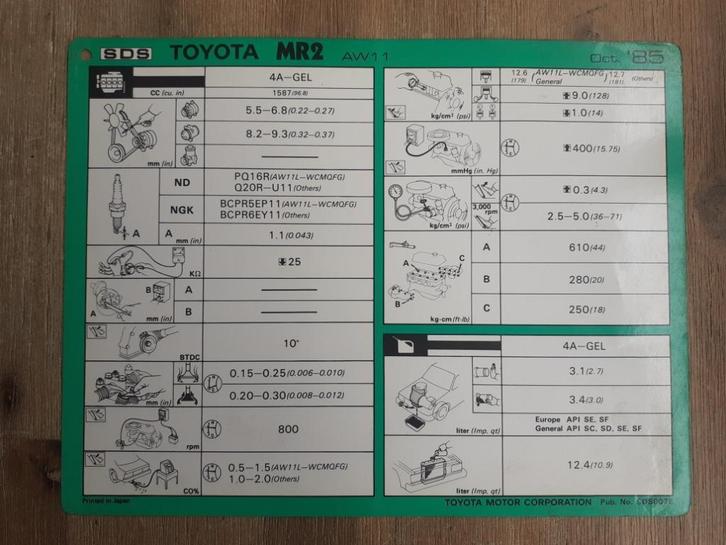 SDS TOYOTA MR2 AW11 Oct. '85
4A-GEL
CC (cu. in) 1587(96.8)
5.5-6.8(0.22-0.27)
8.2-9.3(0.32-0.37)
mm (in)
ND PQ16R(AW11L-WCMQFG)
Q20R-U11(Others)
NGK BCPR5EP11(AW11L-WCMQFG)
BCPR6EY11(Others)
A A mm (in) 1.1(0.043)
KΩ 25
A B A
B
mm (in)
BTDC 10°
0.15-0.25(0.006-0.010)
mm (in) 0.20-0.30(0.008-0.012)
rpm 800
0.5-1.5(AW11L-WCMQFG)
CO% 1.0-2.0(Others)
12.6 (179) (AW11L-WCMQFG General) 12.7 (181) (Others)
9.0(128)
kg/cm² (psi) 1.0(14)
mmHg (in. Hg) 400(15.75)
0.3(4.3)
3,000 rpm
kg/cm² (psi) 2.5-5.0(36-71)
A C B
A 610(44)
B 280(20)
C 250(18)
kg-cm (ft-lb)
4A-GEL
3.1(2.7)
3.4(3.0)
Europe API SE, SF
liter (Imp. qt) General API SC, SD, SE, SF
12.4(10.9)
liter (Imp. qt)
Printed in Japan TOYOTA MOTOR CORPORATION Pub. No.